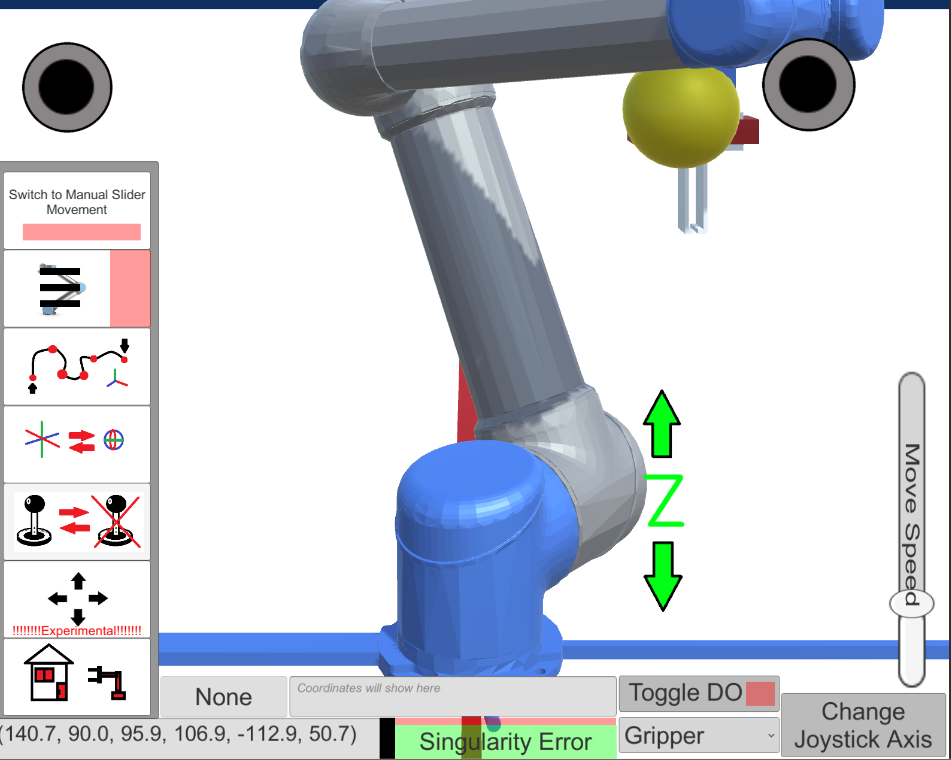 Switch to Manual Slider
Movement
Z
Move Speed
!!!!!!!!Experimental!!!!!!!
None
Coordinates will show here
Toggle DO
Change
Joystick Axis
(140.7, 90.0, 95.9, 106.9, -112.9, 50.7)
Singularity Error
Gripper